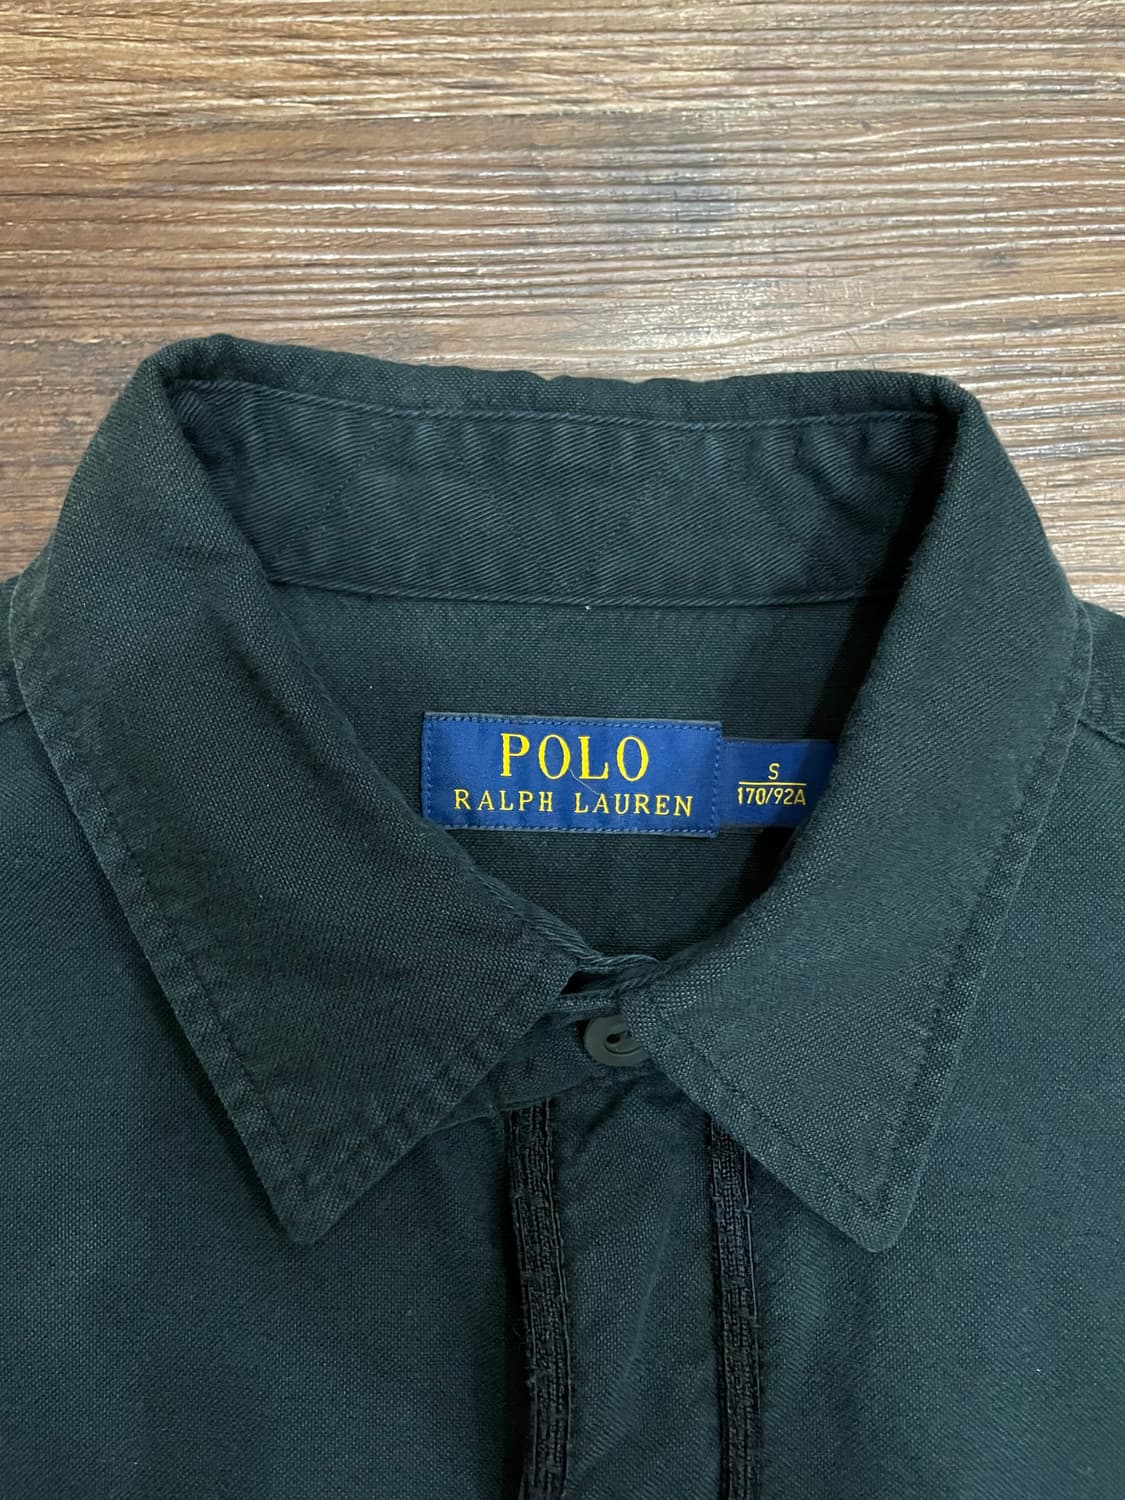 POLO
RALPH LAUREN
S
170/92A